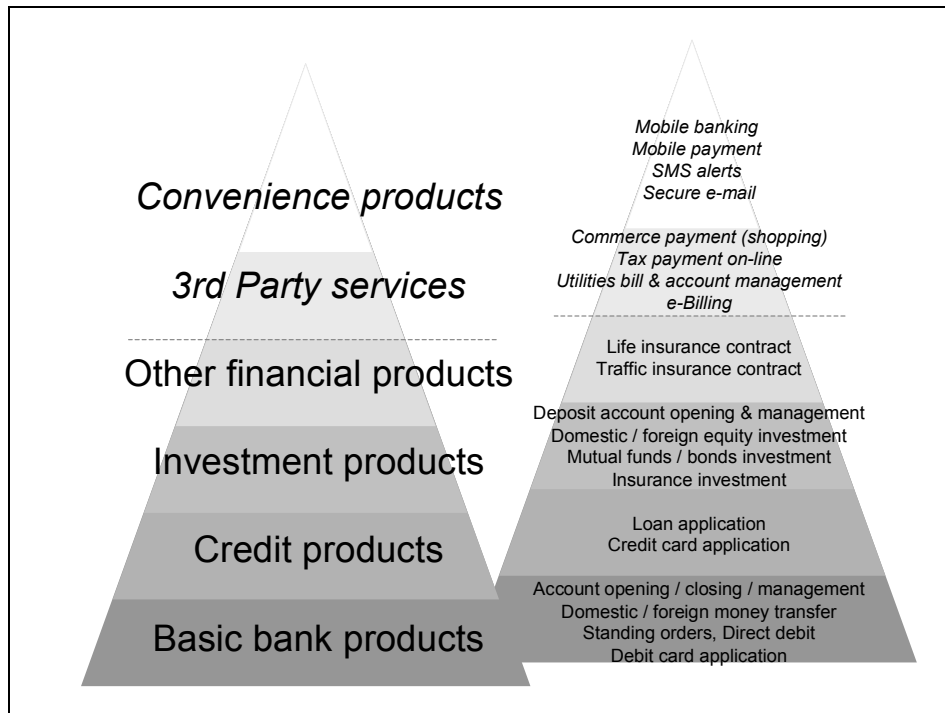 Convenience products
3rd Party services
Other financial products
Investment products
Credit products
Basic bank products
Mobile banking
Mobile payment
SMS alerts
Secure e-mail
Commerce payment (shopping)
Tax payment on-line
Utilities bill & account management
e-Billing
Life insurance contract
Traffic insurance contract
Deposit account opening & management
Domestic / foreign equity investment
Mutual funds / bonds investment
Insurance investment
Loan application
Credit card application
Account opening / closing / management
Domestic / foreign money transfer
Standing orders, Direct debit
Debit card application